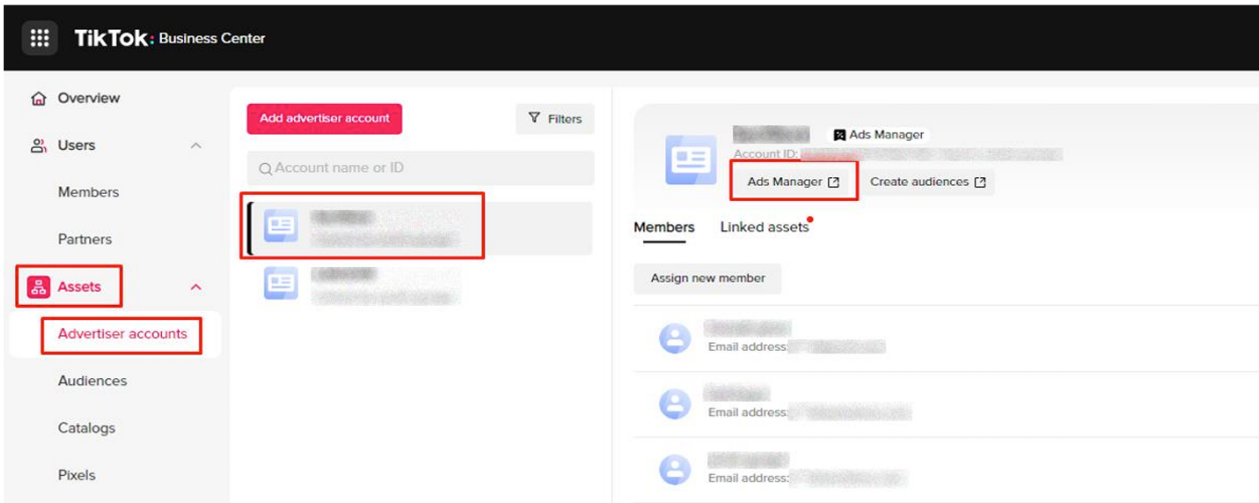 TikTok: Business Center
Overview
Users
Members
Partners
Assets
Advertiser accounts
Audiences
Catalogs
Pixels
Add advertiser account
Filters
Account name or ID
Ads Manager
Account ID:
Ads Manager
Create audiences
Members
Linked assets
Assign new member
Email address:
Email address:
Email address: